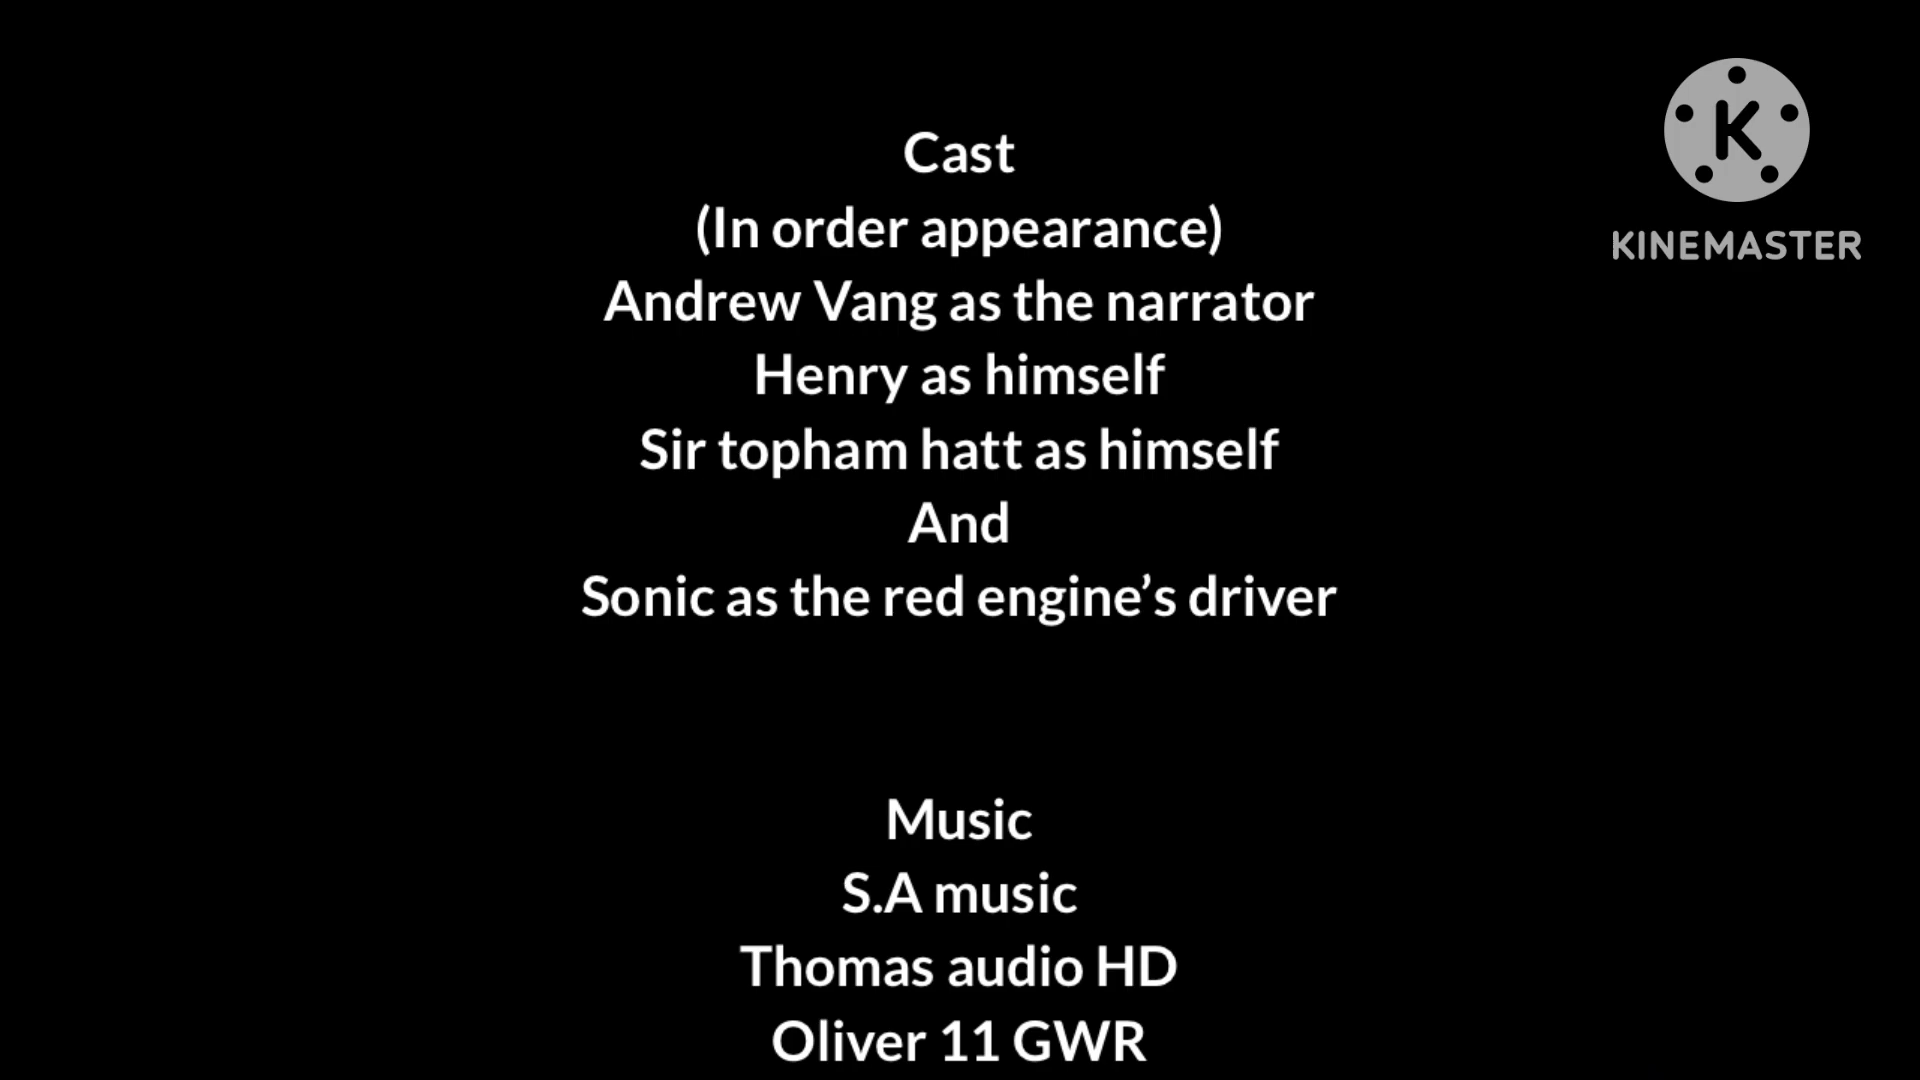 Cast
(In order appearance)
Andrew Vang as the narrator
Henry as himself
Sir topham hatt as himself
And
Sonic as the red engine’s driver
Music
S.A music
Thomas audio HD
Oliver 11 GWR
K
KINEMASTER